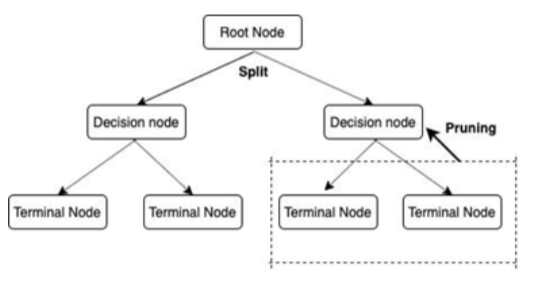 Root Node
Split
Decision node
Decision node
Pruning
Terminal Node
Terminal Node
Terminal Node
Terminal Node